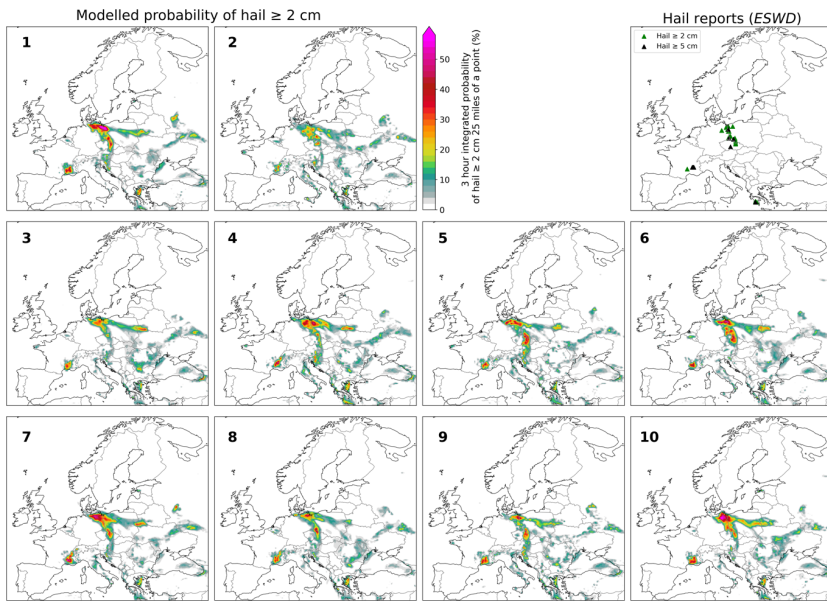 Modelled probability of hail ≥ 2 cm
Hail reports (ESWD)
1
2
50
40
30
20
10
0
3 hour integrated probability
of hail ≥ 2 cm 25 miles of a point (%)
Hail ≥ 2 cm
Hail ≥ 5 cm
3
4
5
6
7
8
9
10